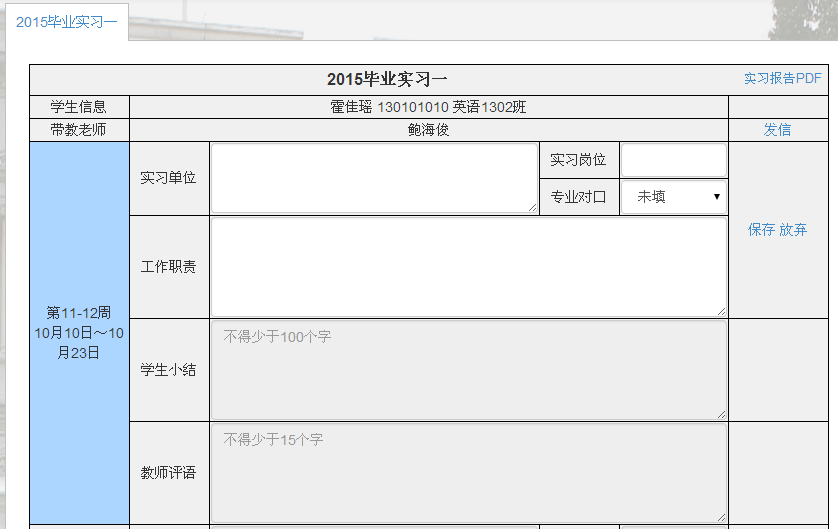 2015毕业实习一
2015毕业实习一 实习报告PDF
学生信息 霍佳瑶 130101010 英语1302班
带教老师 鲍海俊 发信
实习单位 实习岗位
专业对口 未填
保存 放弃
工作职责
第11-12周
10月10日～10
月23日
学生小结 不得少于100个字
教师评语 不得少于15个字